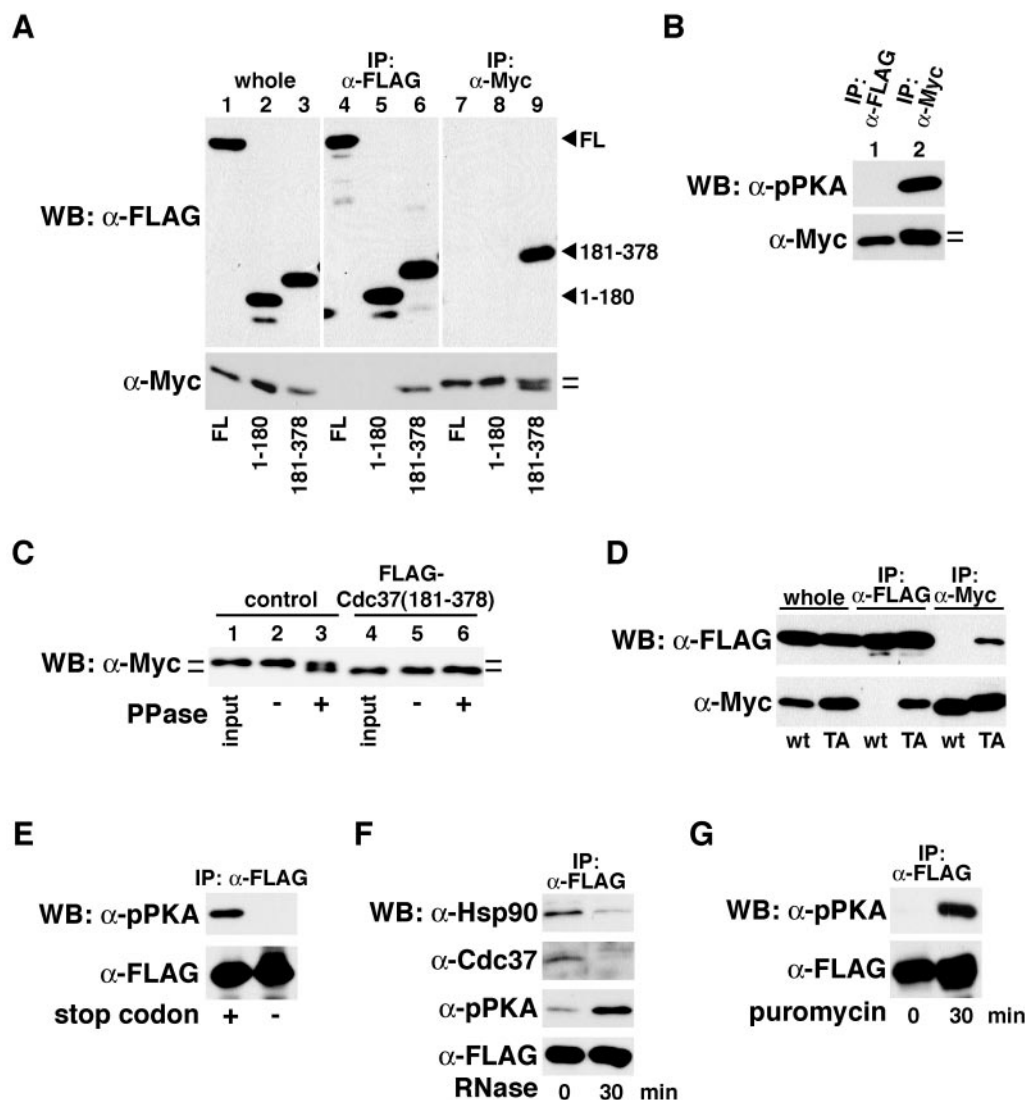 A
IP: IP:
whole α-FLAG α-Myc
1 2 3 4 5 6 7 8 9
FL
WB: α-FLAG
181-378
1-180
α-Myc
FL 1-180 181-378 FL 1-180 181-378 FL 1-180 181-378
B
IP: α-FLAG IP: α-Myc
1 2
WB: α-pPKA
α-Myc
C
FLAG-
control Cdc37(181-378)
1 2 3 4 5 6
WB: α-Myc
PPase input - + input - +
D
IP: IP:
whole α-FLAG α-Myc
WB: α-FLAG
α-Myc
wt TA wt TA wt TA
E
IP: α-FLAG
WB: α-pPKA
α-FLAG
stop codon + -
F
IP:
α-FLAG
WB: α-Hsp90
α-Cdc37
α-pPKA
α-FLAG
RNase 0 30 min
G
IP:
α-FLAG
WB: α-pPKA
α-FLAG
puromycin 0 30 min